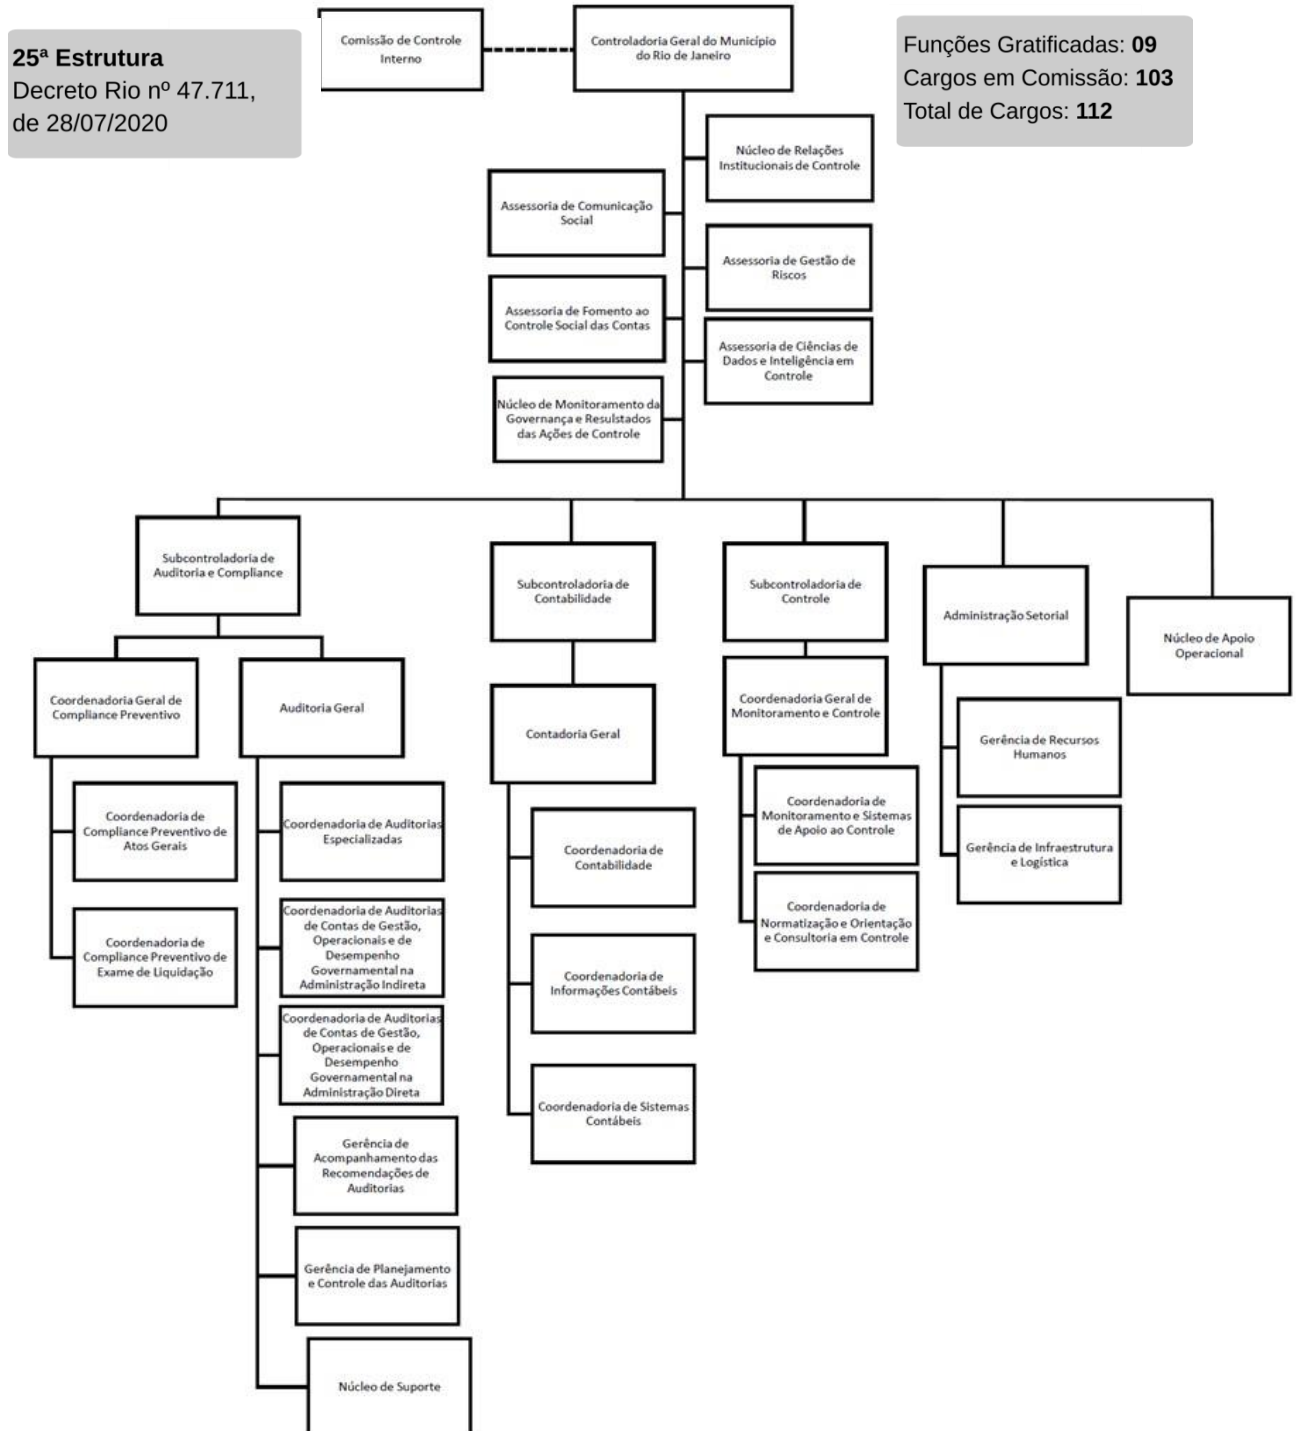 25ª Estrutura
Decreto Rio nº 47.711,
de 28/07/2020
Comissão de Controle
Interno
Controladoria Geral do Município
do Rio de Janeiro
Funções Gratificadas: 09
Cargos em Comissão: 103
Total de Cargos: 112
Núcleo de Relações
Institucionais de Controle
Assessoria de Comunicação
Social
Assessoria de Gestão de
Riscos
Assessoria de Fomento ao
Controle Social das Contas
Assessoria de Ciências de
Dados e Inteligência em
Controle
Núcleo de Monitoramento da
Governança e Resulstados
das Ações de Controle
Subcontroladoria de
Auditoria e Compliance
Subcontroladoria de
Contabilidade
Subcontroladoria de
Controle
Administração Setorial
Núcleo de Apoio
Operacional
Coordenadoria Geral de
Compliance Preventivo
Auditoria Geral
Contadoria Geral
Coordenadoria Geral de
Monitoramento e Controle
Gerência de Recursos
Humanos
Gerência de Infraestrutura
e Logística
Coordenadoria de
Compliance Preventivo de
Atos Gerais
Coordenadoria de
Compliance Preventivo de
Exame de Liquidação
Coordenadoria de Auditorias
Especializadas
Coordenadoria de Auditorias
de Contas de Gestão,
Operacionais e de
Desempenho
Governamental na
Administração Indireta
Coordenadoria de Auditorias
de Contas de Gestão,
Operacionais e de
Desempenho
Governamental na
Administração Direta
Gerência de
Acompanhamento das
Recomendações de
Auditorias
Gerência de Planejamento
e Controle das Auditorias
Núcleo de Suporte
Coordenadoria de
Contabilidade
Coordenadoria de
Informações Contábeis
Coordenadoria de Sistemas
Contábeis
Coordenadoria de
Monitoramento e Sistemas
de Apoio ao Controle
Coordenadoria de
Normatização e Orientação
e Consultoria em Controle